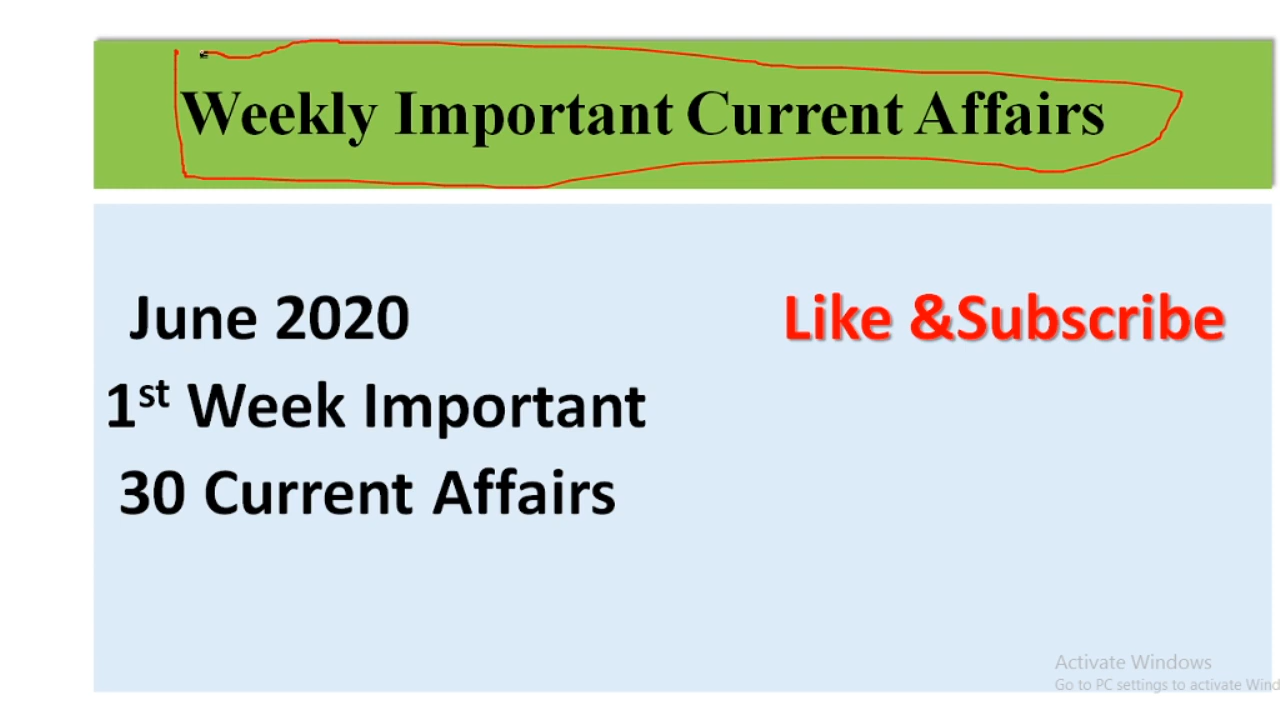 Weekly Important Current Affairs
June 2020
Like &Subscribe
1st Week Important
30 Current Affairs
Activate Windows
Go to PC settings to activate Wind